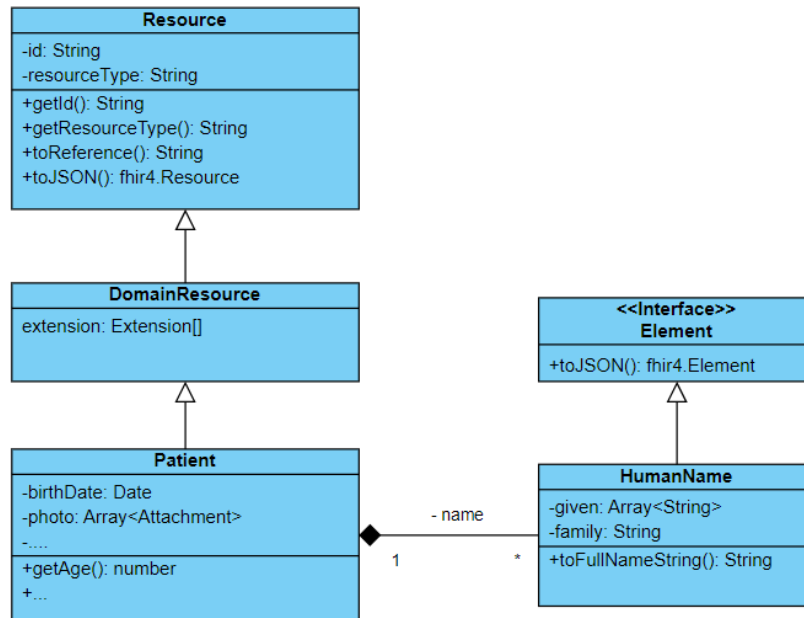 Resource
-id: String
-resourceType: String
+getId(): String
+getResourceType(): String
+toReference(): String
+toJSON(): fhir4.Resource
DomainResource
extension: Extension[]
<<Interface>>
Element
+toJSON(): fhir4.Element
Patient
-birthDate: Date
-photo: Array<Attachment>
-....
+getAge(): number
+...
- name
1
*
HumanName
-given: Array<String>
-family: String
+toFullNameString(): String